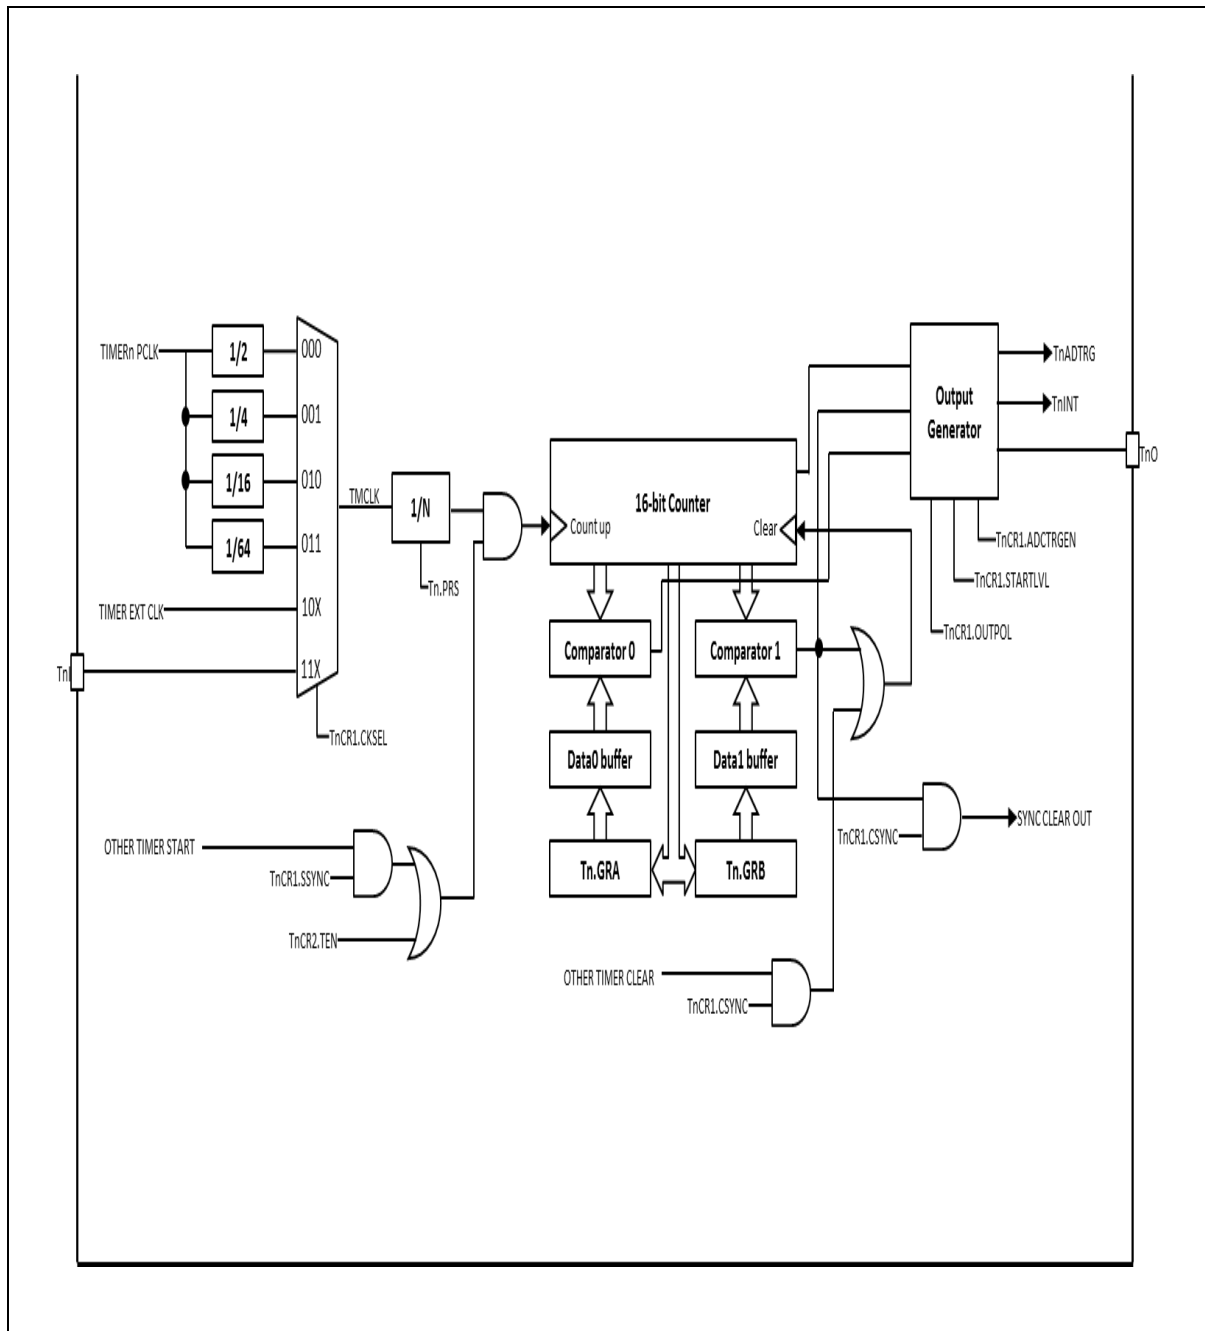 TIMERn PCLK
1/2
000
1/4
001
1/16
010
1/64
011
TIMER EXT CLK
10X
11X
TnCR1.CKSEL
TMCLK
1/N
Tn.PRS
16-bit Counter
Count up
Clear
Output
Generator
TnADTRG
TnINT
TnO
TnCR1.ADCTRGEN
TnCR1.STARTLVL
TnCR1.OUTPOL
Comparator 0
Comparator 1
Data0 buffer
Data1 buffer
Tn.GRA
Tn.GRB
OTHER TIMER START
TnCR1.SSYNC
TnCR2.TEN
TnCR1.CSYNC
SYNC CLEAR OUT
OTHER TIMER CLEAR
TnCR1.CSYNC